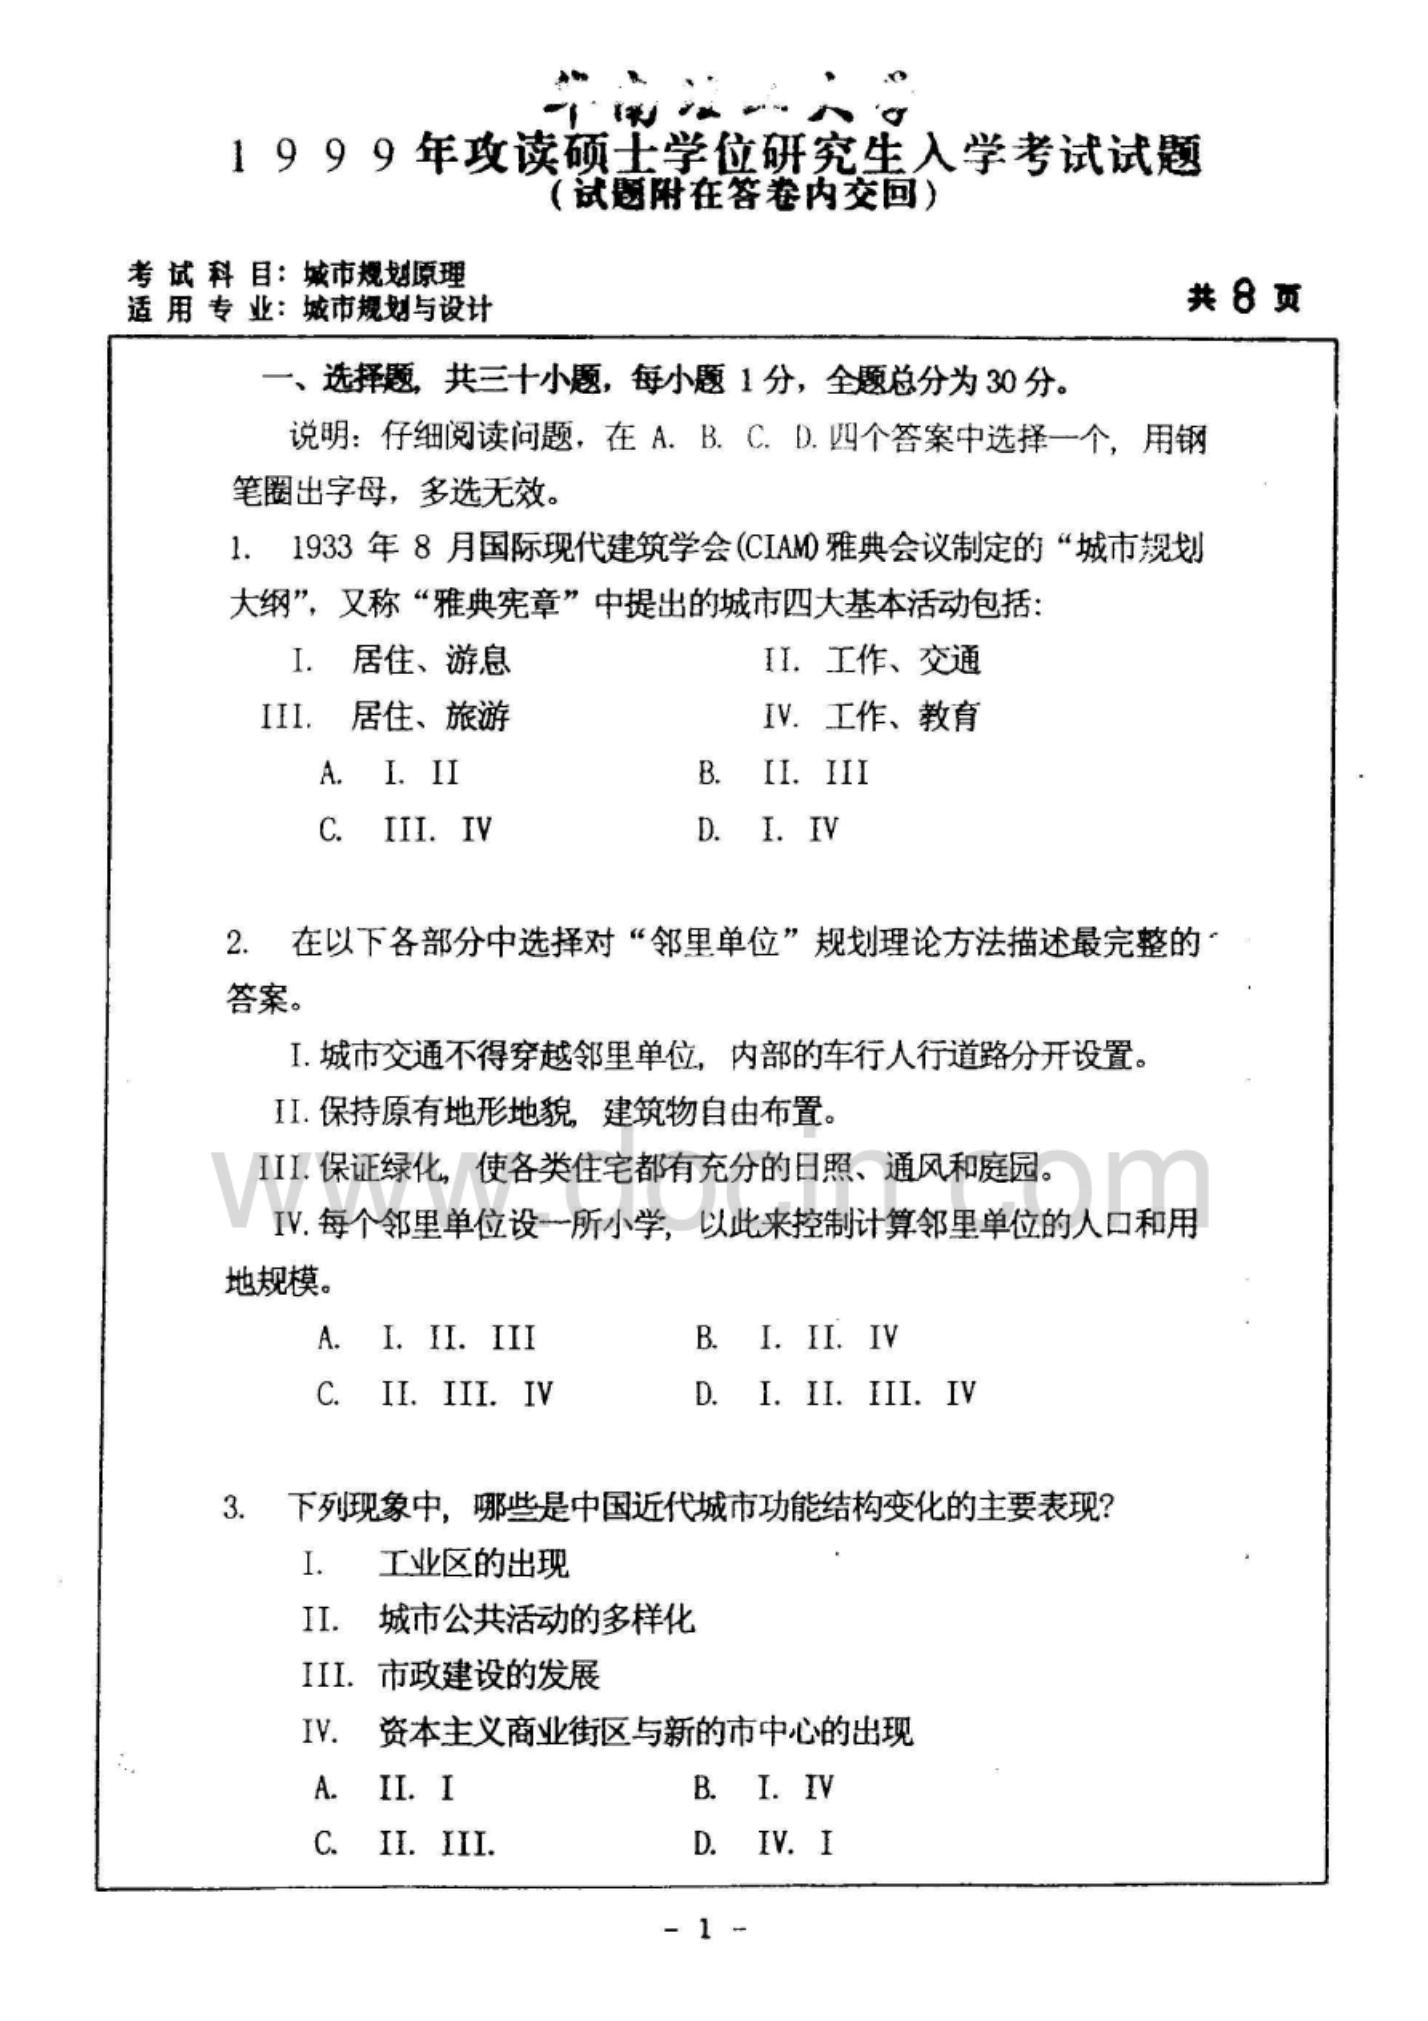 华南理工大学
1999年攻读硕士学位研究生入学考试试题
(试题附在答卷内交回)
考试科目：城市规划原理
适用专业：城市规划与设计
共8页
一、选择题，共三十小题，每小题 1 分，全题总分为 30 分。
说明：仔细阅读问题，在 A. B. C. D.四个答案中选择一个，用钢
笔圈出字母，多选无效。
1. 1933 年 8 月国际现代建筑学会(CIAM)雅典会议制定的“城市规划
大纲”，又称“雅典宪章”中提出的城市四大基本活动包括：
I. 居住、游息 II. 工作、交通
III. 居住、旅游 IV. 工作、教育
A. I. II B. II. III
C. III. IV D. I. IV
2. 在以下各部分中选择对“邻里单位”规划理论方法描述最完整的
答案。
I.城市交通不得穿越邻里单位，内部的车行人行道路分开设置。
II.保持原有地形地貌，建筑物自由布置。
III.保证绿化，使各类住宅都有充分的日照、通风和庭园。
IV.每个邻里单位设一所小学，以此来控制计算邻里单位的人口和用
地规模。
A. I. II. III B. I. II. IV
C. II. III. IV D. I. II. III. IV
3. 下列现象中，哪些是中国近代城市功能结构变化的主要表现?
I. 工业区的出现
II. 城市公共活动的多样化
III. 市政建设的发展
IV. 资本主义商业街区与新的市中心的出现
A. II. I B. I. IV
C. II. III. D. IV. I
- 1 -
www.docin.com